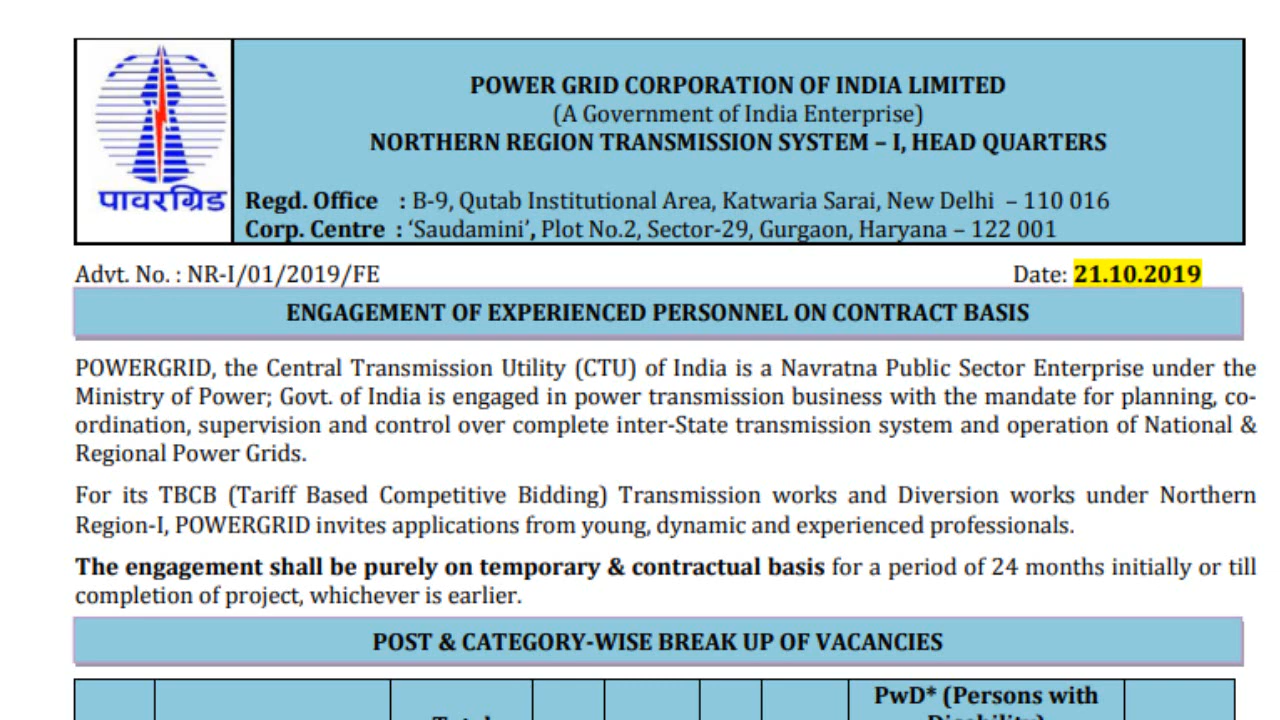 POWER GRID CORPORATION OF INDIA LIMITED
(A Government of India Enterprise)
NORTHERN REGION TRANSMISSION SYSTEM – I, HEAD QUARTERS
पावरग्रिड
Regd. Office : B-9, Qutab Institutional Area, Katwaria Sarai, New Delhi – 110 016
Corp. Centre : ‘Saudamini’, Plot No.2, Sector-29, Gurgaon, Haryana – 122 001
Advt. No. : NR-I/01/2019/FE Date: 21.10.2019
ENGAGEMENT OF EXPERIENCED PERSONNEL ON CONTRACT BASIS
POWERGRID, the Central Transmission Utility (CTU) of India is a Navratna Public Sector Enterprise under the
Ministry of Power; Govt. of India is engaged in power transmission business with the mandate for planning, co-
ordination, supervision and control over complete inter-State transmission system and operation of National &
Regional Power Grids.
For its TBCB (Tariff Based Competitive Bidding) Transmission works and Diversion works under Northern
Region-I, POWERGRID invites applications from young, dynamic and experienced professionals.
The engagement shall be purely on temporary & contractual basis for a period of 24 months initially or till
completion of project, whichever is earlier.
POST & CATEGORY-WISE BREAK UP OF VACANCIES
PwD* (Persons with